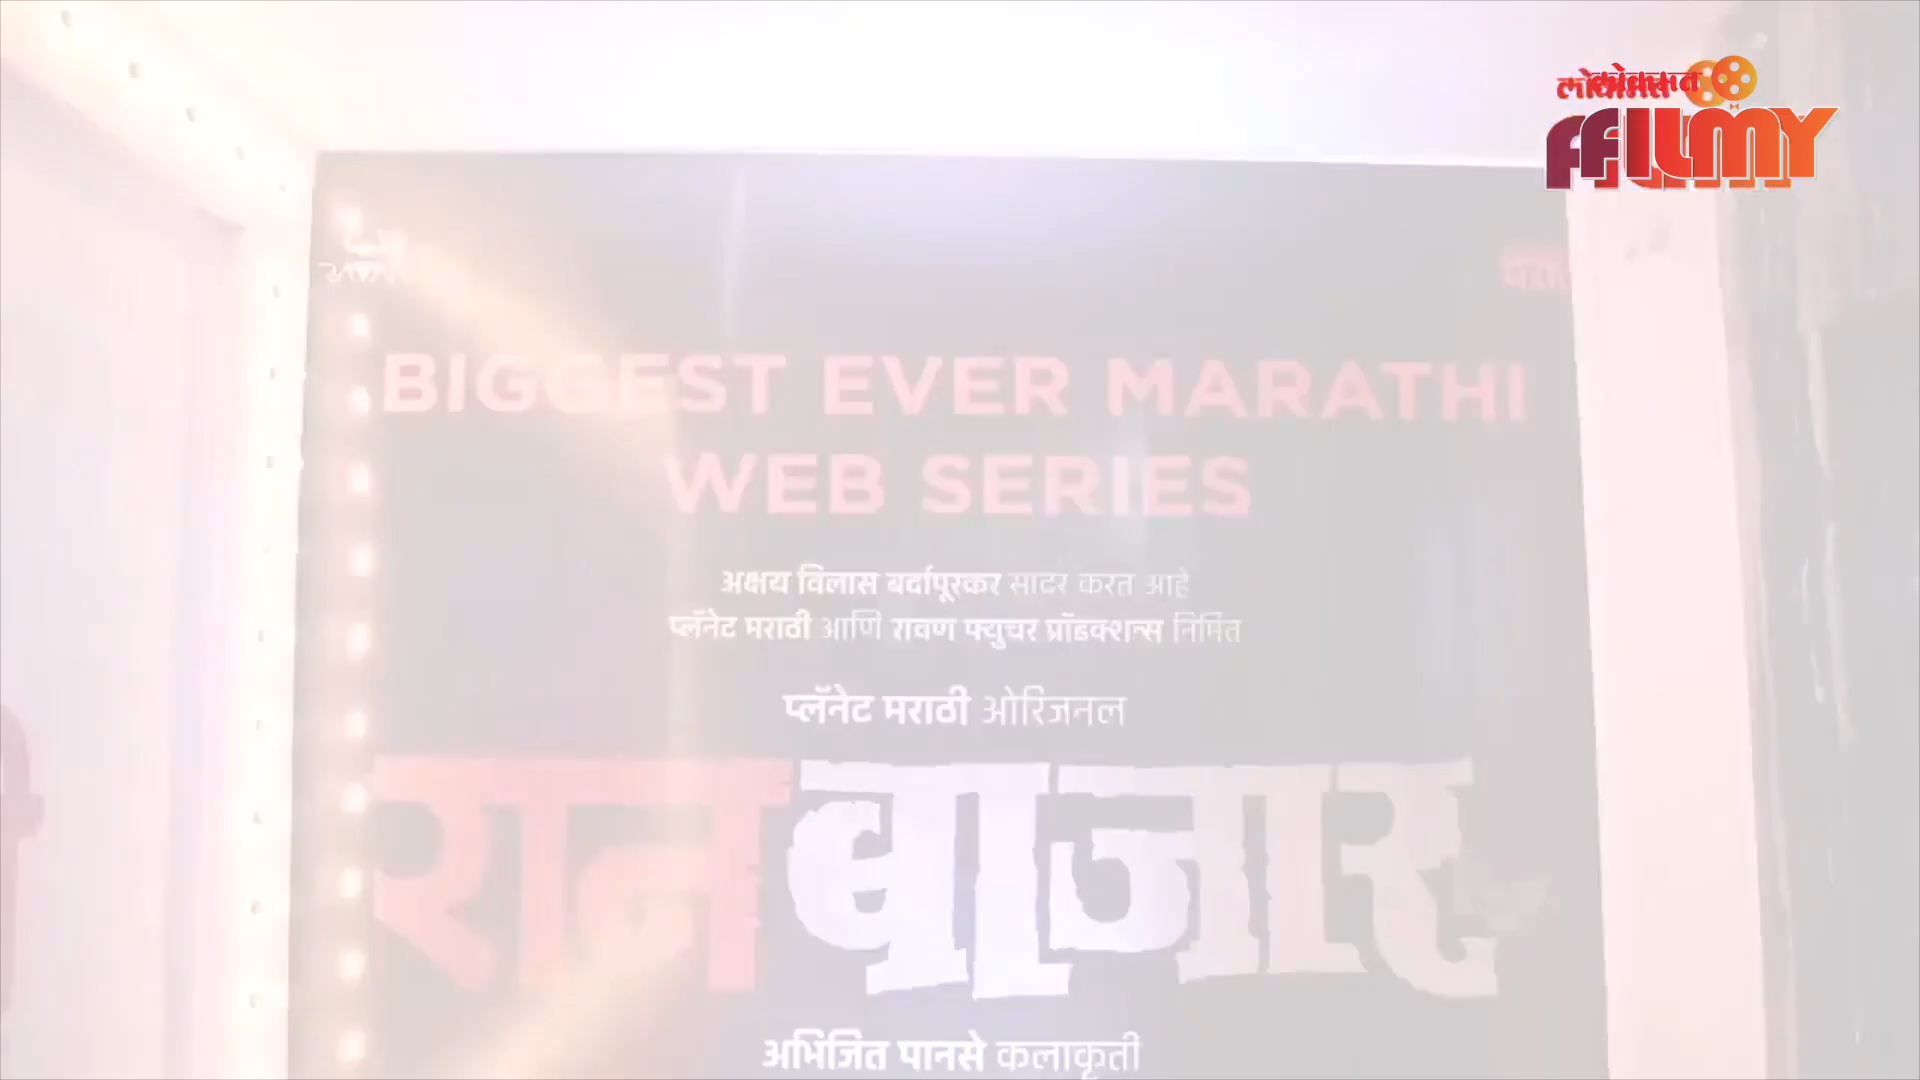 लोकमत
FILMY
BIGGEST EVER MARATHI
WEB SERIES
अक्षय विलास बर्दापूरकर सादर करत आहे
प्लॅनेट मराठी आणि रावण फ्युचर प्रॉडक्शन्स निर्मित
प्लॅनेट मराठी ओरिजनल
रानबाजार
अभिजित पानसे कलाकृती